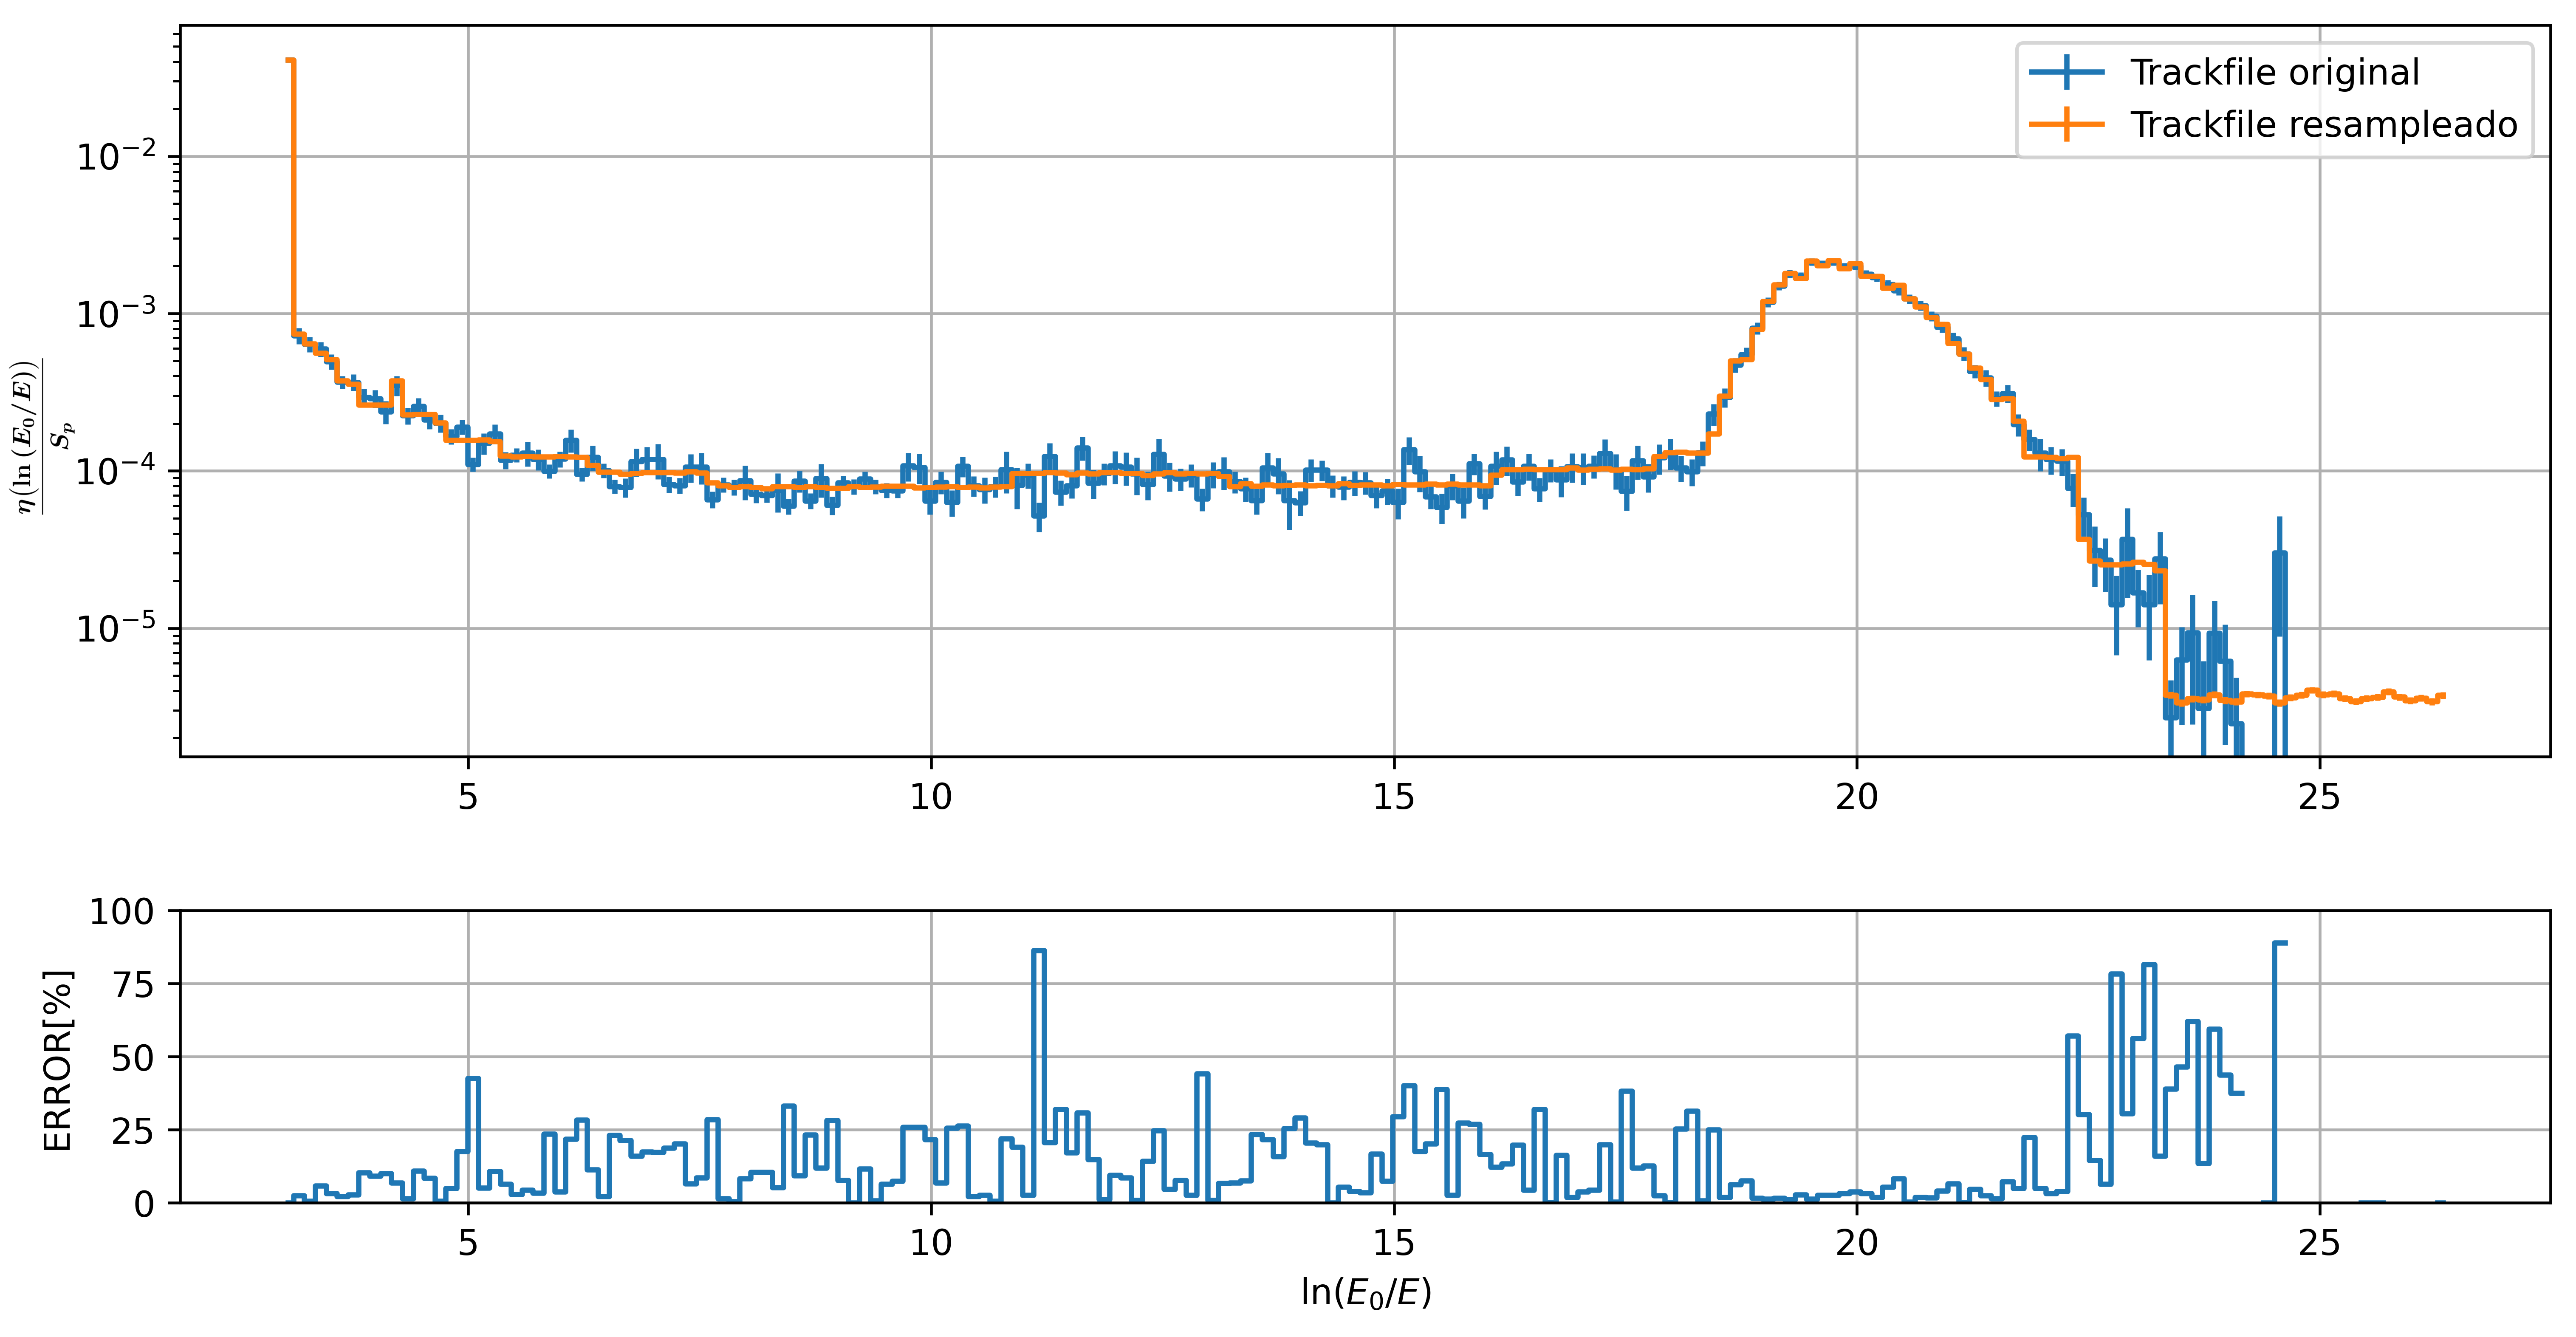 Trackfile original
Trackfile resampleado
10⁻²
10⁻³
10⁻⁴
10⁻⁵
η(ln (E₀/E))
Sₚ
5 10 15 20 25
100
75
50
25
0
ERROR[%]
5 10 15 20 25
ln(E₀/E)